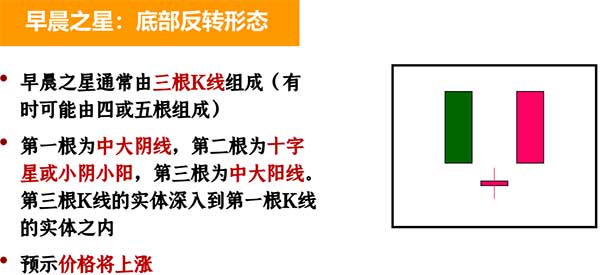 早晨之星：底部反转形态
• 早晨之星通常由三根K线组成（有
时可能由四或五根组成）
• 第一根为中大阴线，第二根为十字
星或小阴小阳，第三根为中大阳线。
第三根K线的实体深入到第一根K线
的实体之内
• 预示价格将上涨